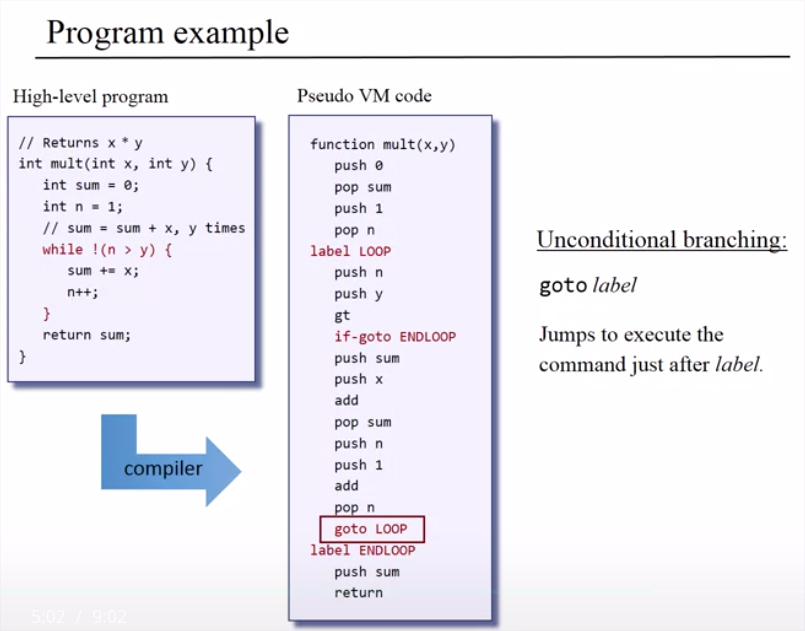 Program example
High-level program
// Returns x * y
int mult(int x, int y) {
int sum = 0;
int n = 1;
// sum = sum + x, y times
while !(n > y) {
sum += x;
n++;
}
return sum;
}
compiler
Pseudo VM code
function mult(x,y)
push 0
pop sum
push 1
pop n
label LOOP
push n
push y
gt
if-goto ENDLOOP
push sum
push x
add
pop sum
push n
push 1
add
pop n
goto LOOP
label ENDLOOP
push sum
return
Unconditional branching:
goto label
Jumps to execute the
command just after label.
5:02 / 9:02